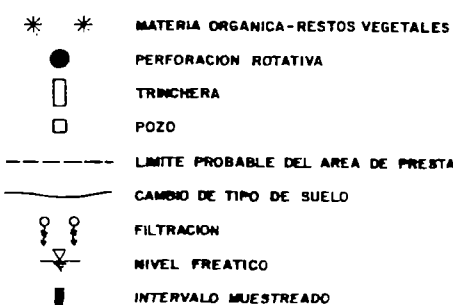 MATERIA ORGANICA-RESTOS VEGETALES
PERFORACION ROTATIVA
TRINCHERA
POZO
LIMITE PROBABLE DEL AREA DE PRESTA
CAMBIO DE TIPO DE SUELO
FILTRACION
NIVEL FREATICO
INTERVALO MUESTREADO